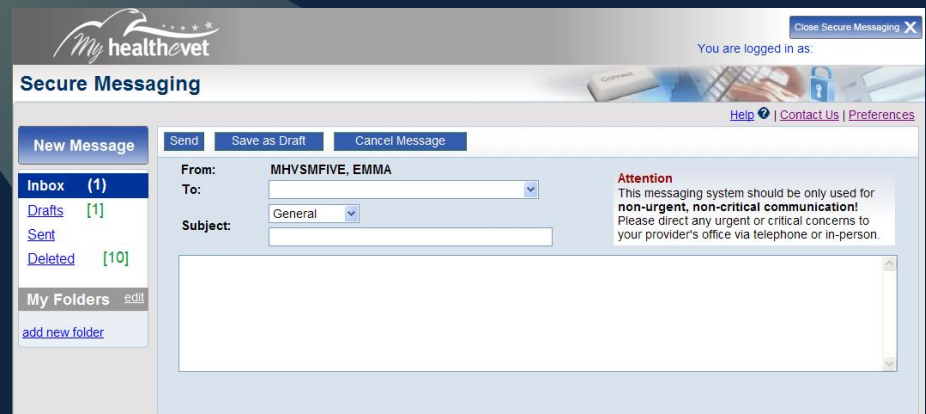 My healthevet
Close Secure Messaging X
You are logged in as:
Secure Messaging
Connect
Help ? | Contact Us | Preferences
New Message
Send Save as Draft Cancel Message
From: MHVSMFIVE, EMMA
To:
Subject: General
Attention
This messaging system should be only used for
non-urgent, non-critical communication!
Please direct any urgent or critical concerns to
your provider's office via telephone or in-person.
Inbox (1)
Drafts [1]
Sent
Deleted [10]
My Folders edit
add new folder